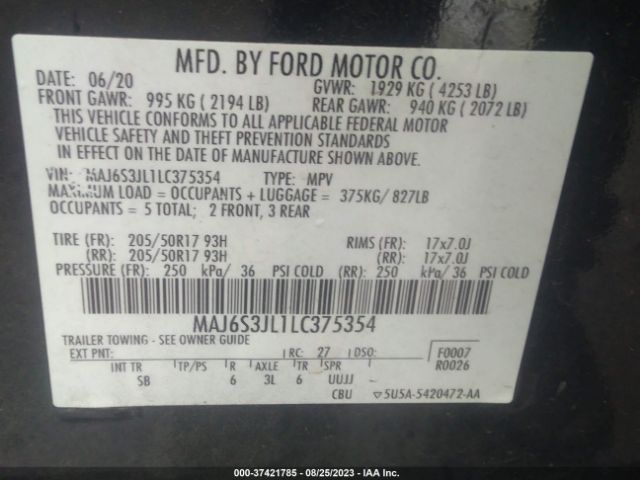 MFD. BY FORD MOTOR CO.
DATE: 06/20 GVWR: 1929 KG ( 4253 LB)
FRONT GAWR: 995 KG ( 2194 LB) REAR GAWR: 940 KG ( 2072 LB)
THIS VEHICLE CONFORMS TO ALL APPLICABLE FEDERAL MOTOR
VEHICLE SAFETY AND THEFT PREVENTION STANDARDS
IN EFFECT ON THE DATE OF MANUFACTURE SHOWN ABOVE.
VIN: MAJ6S3JL1LC375354 TYPE: MPV
MAXIMUM LOAD = OCCUPANTS + LUGGAGE = 375KG/ 827LB
OCCUPANTS = 5 TOTAL; 2 FRONT, 3 REAR
TIRE (FR): 205/50R17 93H RIMS (FR): 17x7.0J
(RR): 205/50R17 93H (RR): 17x7.0J
PRESSURE (FR): 250 kPa/ 36 PSI COLD (RR): 250 kPa/ 36 PSI COLD
MAJ6S3JL1LC375354
TRAILER TOWING - SEE OWNER GUIDE
EXT PNT: RC: 27 DSO: F0007
INT TR TP/PS R AXLE TR SPR R0026
SB 6 3L 6 UUJJ
CBU ▽5U5A-5420472-AA
000-37421785 - 08/25/2023 - IAA Inc.